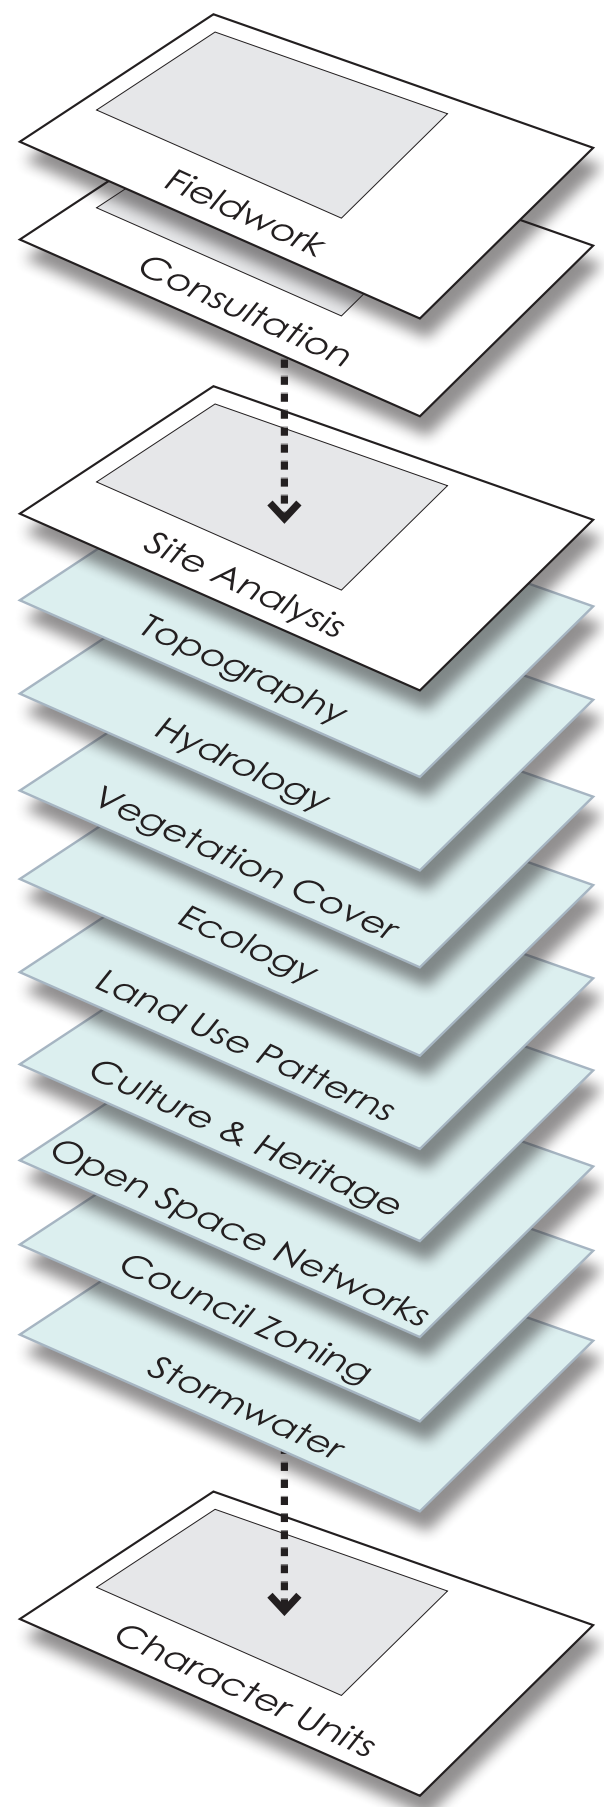 Fieldwork
Consultation
Site Analysis
Topography
Hydrology
Vegetation Cover
Ecology
Land Use Patterns
Culture & Heritage
Open Space Networks
Council Zoning
Stormwater
Character Units